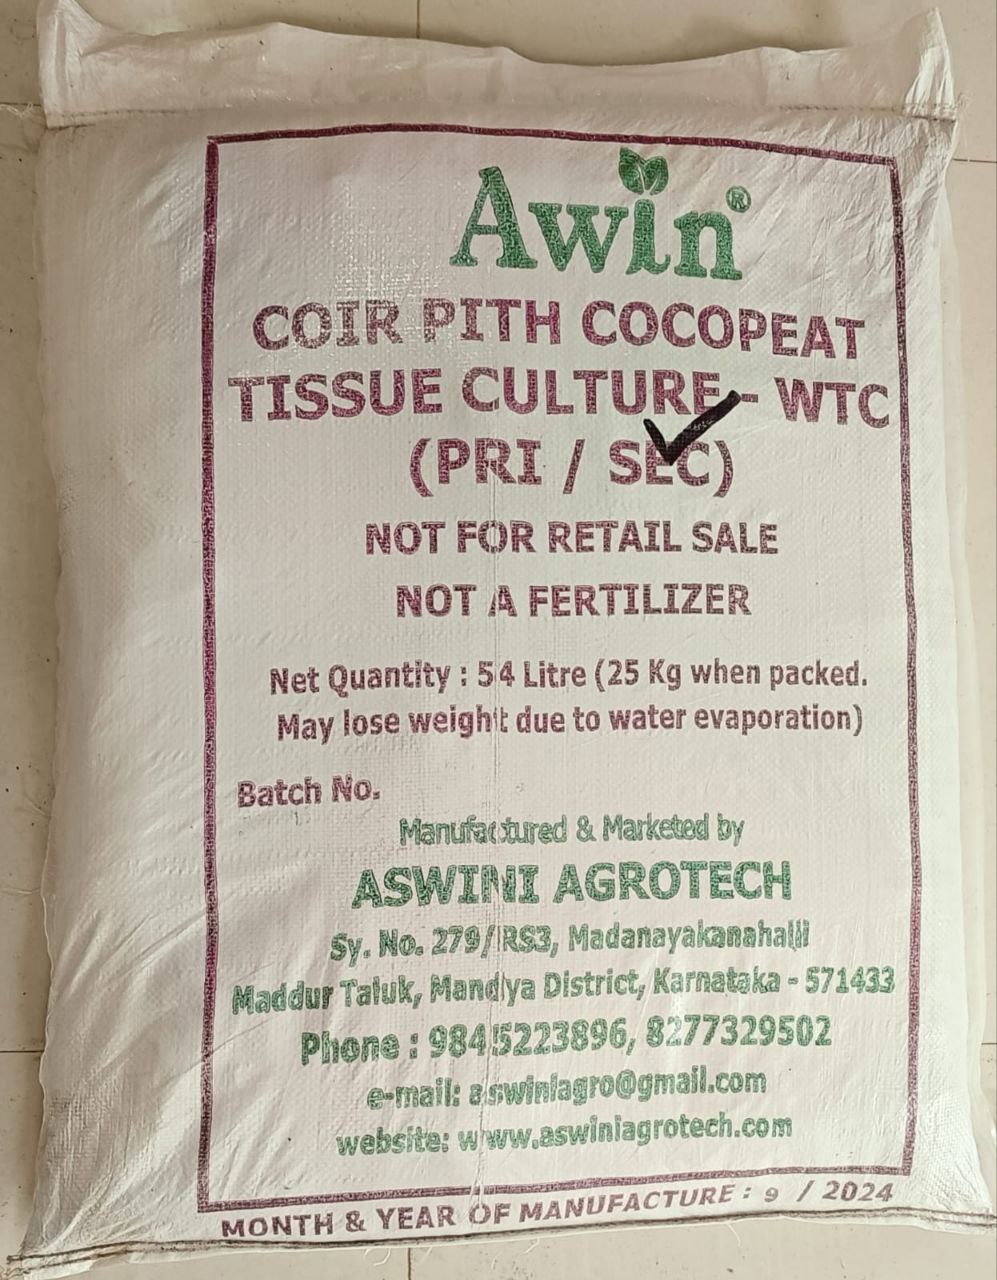 Awin®
COIR PITH COCOPEAT
TISSUE CULTURE - WTC
(PRI / SEC)
NOT FOR RETAIL SALE
NOT A FERTILIZER
Net Quantity : 54 Litre (25 Kg when packed.
May lose weight due to water evaporation)
Batch No.
Manufactured & Marketed by
ASWINI AGROTECH
Sy. No. 279/RS3, Madanayakanahalli
Maddur Taluk, Mandya District, Karnataka - 571433
Phone : 9845223896, 8277329502
e-mail: aswiniagro@gmail.com
website: www.aswiniagrotech.com
MONTH & YEAR OF MANUFACTURE : 9 / 2024